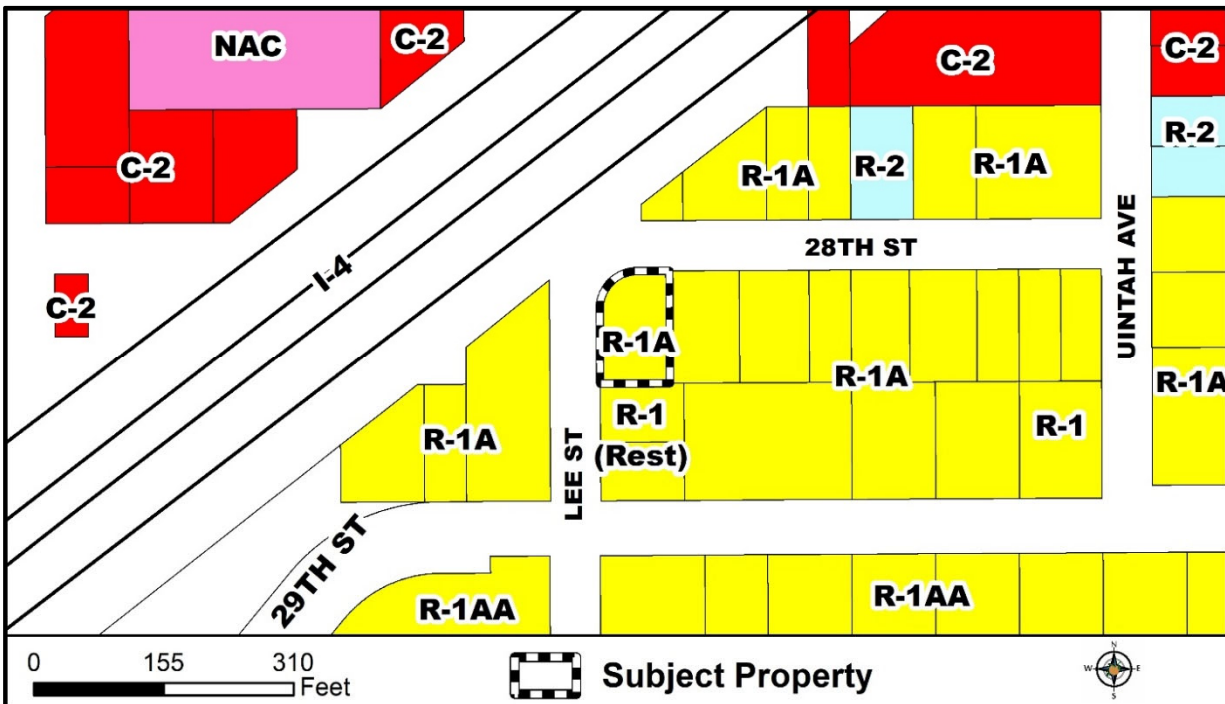 NAC
C-2
C-2
C-2
C-2
R-2
R-1A
R-2
R-1A
28TH ST
I-4
C-2
UINTAH AVE
R-1A
R-1A
R-1A
R-1
R-1
R-1A
(Rest)
LEE ST
29TH ST
R-1AA
R-1AA
0 155 310
Feet
Subject Property
N
W E
S